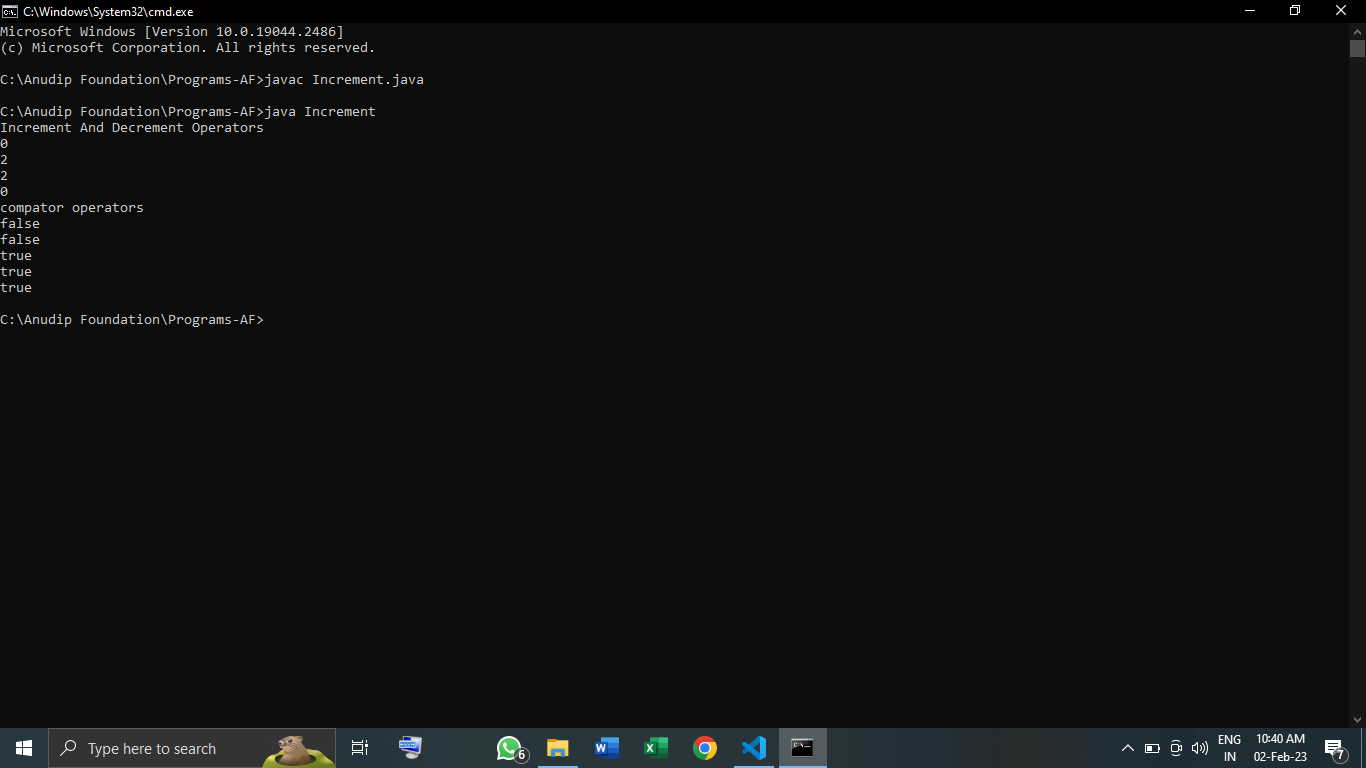 C:\Windows\System32\cmd.exe
Microsoft Windows [Version 10.0.19044.2486]
(c) Microsoft Corporation. All rights reserved.
C:\Anudip Foundation\Programs-AF>javac Increment.java
C:\Anudip Foundation\Programs-AF>java Increment
Increment And Decrement Operators
0
2
2
0
compator operators
false
false
true
true
true
C:\Anudip Foundation\Programs-AF>
Type here to search
6
ENG
IN
10:40 AM
02-Feb-23
7